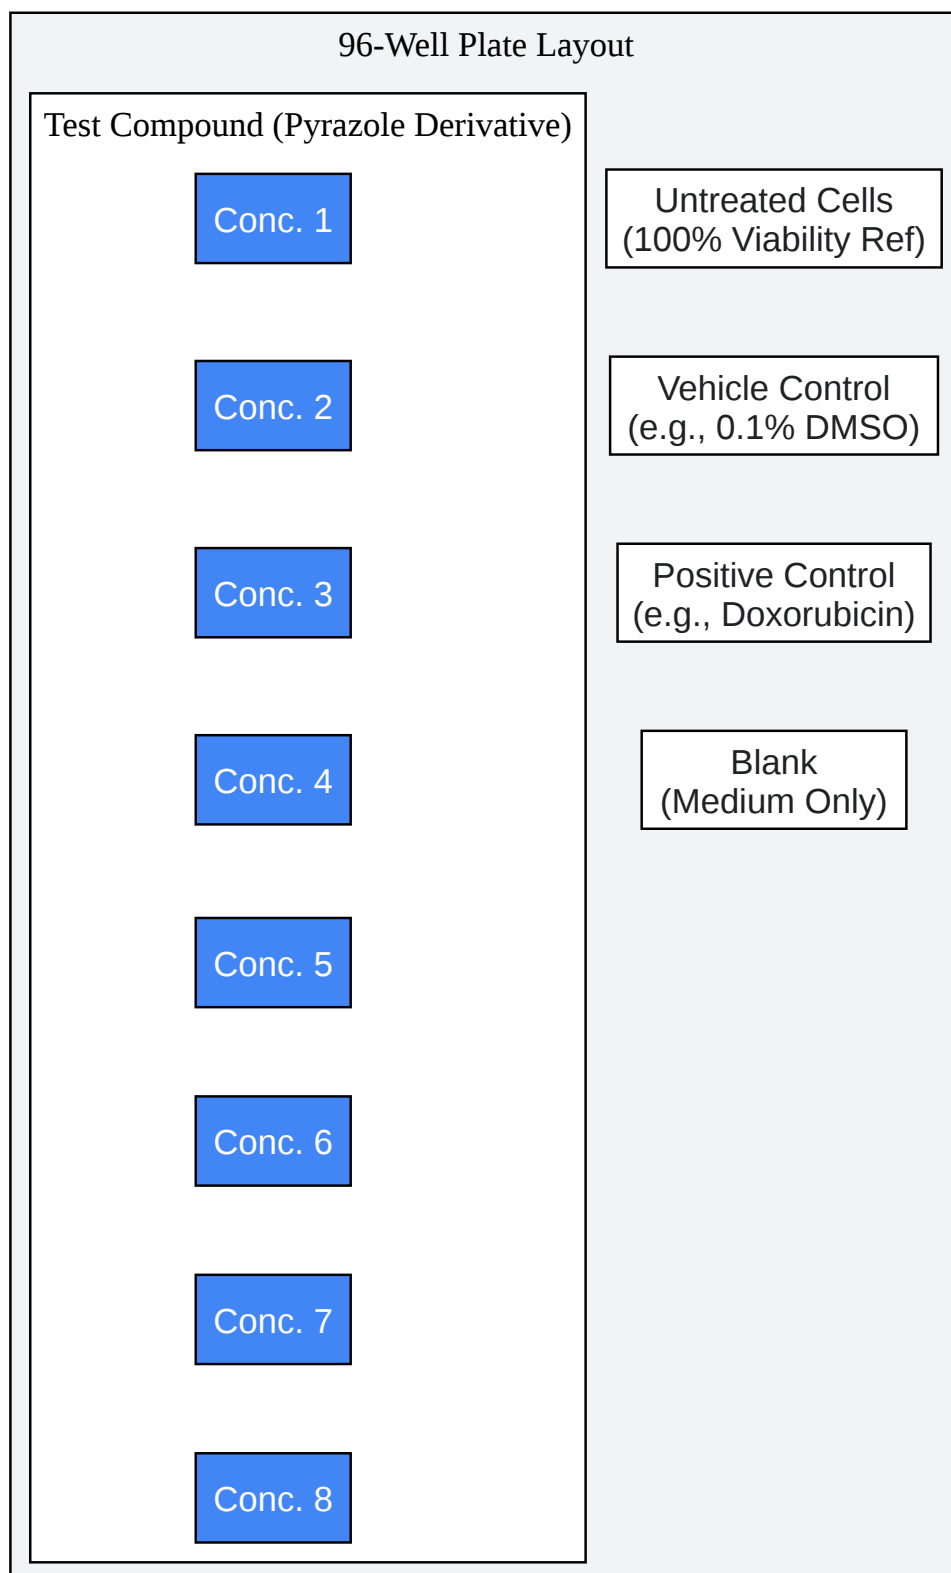 96-Well Plate Layout
Test Compound (Pyrazole Derivative)
Conc. 1
Conc. 2
Conc. 3
Conc. 4
Conc. 5
Conc. 6
Conc. 7
Conc. 8
Untreated Cells
(100% Viability Ref)
Vehicle Control
(e.g., 0.1% DMSO)
Positive Control
(e.g., Doxorubicin)
Blank
(Medium Only)